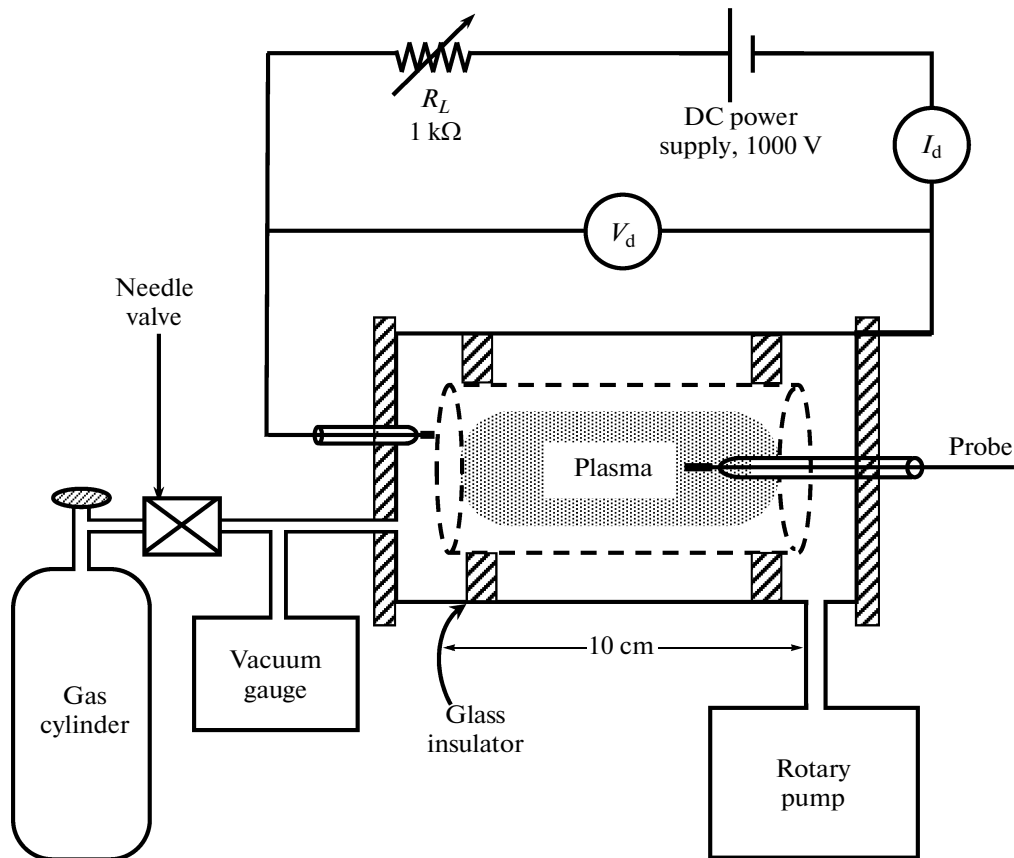 R_L
1 kΩ
DC power
supply, 1000 V
I_d
V_d
Needle
valve
Plasma
Probe
10 cm
Vacuum
gauge
Gas
cylinder
Glass
insulator
Rotary
pump